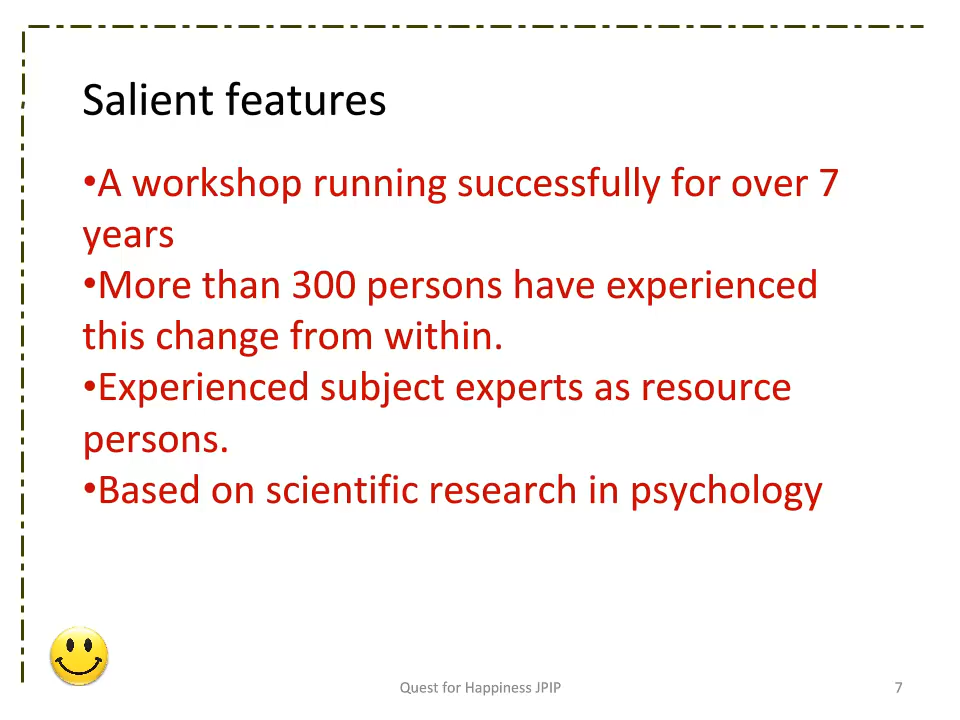 Salient features
•A workshop running successfully for over 7
years
•More than 300 persons have experienced
this change from within.
•Experienced subject experts as resource
persons.
•Based on scientific research in psychology
Quest for Happiness JPIP
7